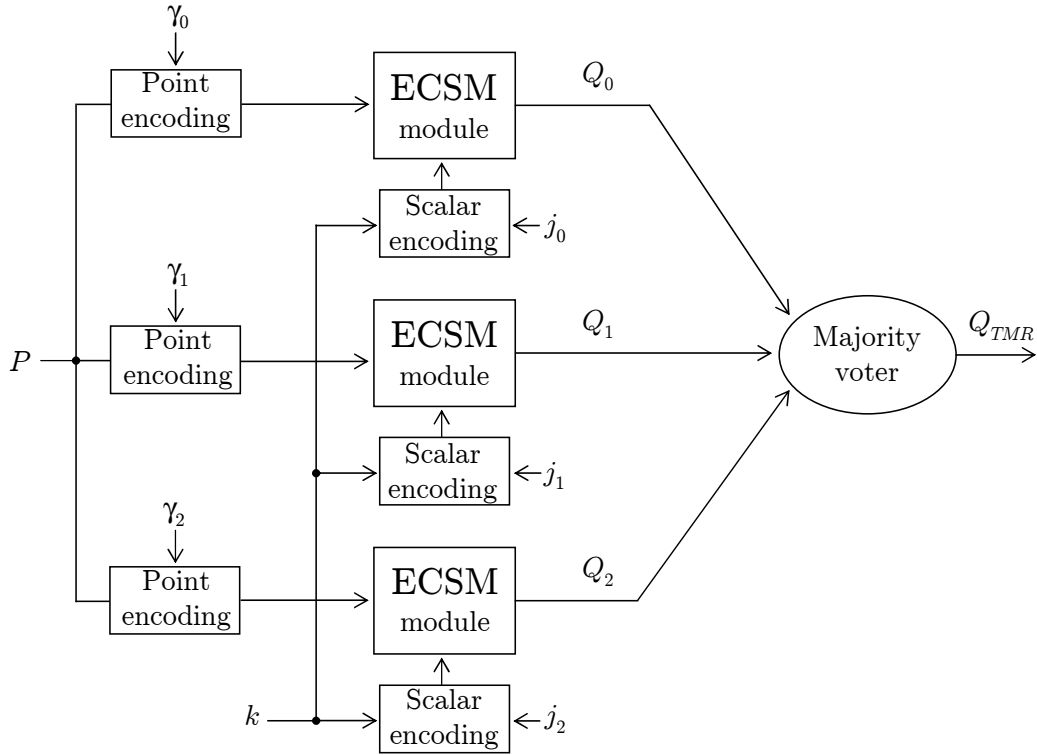 γ₀
Point
encoding
ECSM
module
Q₀
Scalar
encoding
j₀
γ₁
P
Point
encoding
ECSM
module
Q₁
Majority
voter
Q_TMR
Scalar
encoding
j₁
γ₂
Point
encoding
ECSM
module
Q₂
k
Scalar
encoding
j₂